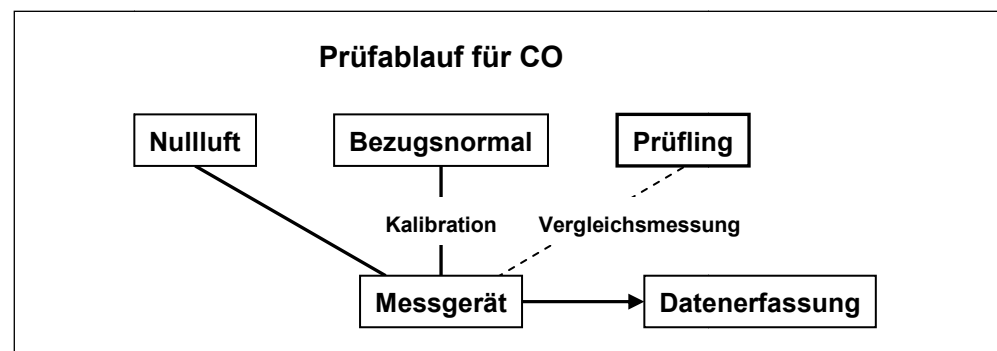 Prüfablauf für CO
Nullluft
Bezugsnormal
Prüfling
Kalibration
Vergleichsmessung
Messgerät
Datenerfassung